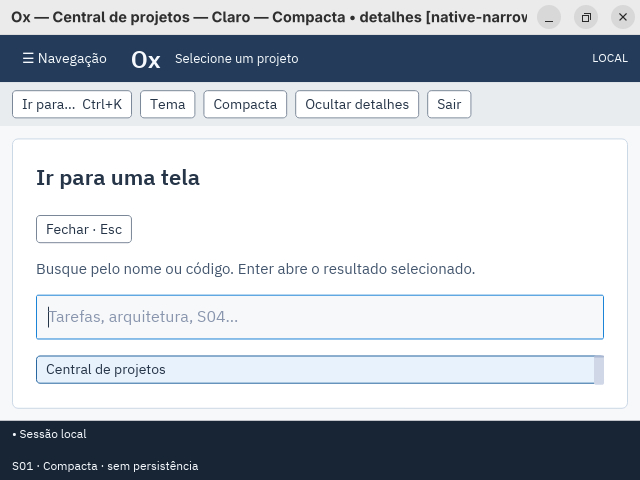 Ox — Central de projetos — Claro — Compacta • detalhes [native-narrow
☰ Navegação Ox Selecione um projeto LOCAL
Ir para... Ctrl+K Tema Compacta Ocultar detalhes Sair
Ir para uma tela
Fechar · Esc
Busque pelo nome ou código. Enter abre o resultado selecionado.
Tarefas, arquitetura, S04...
Central de projetos
• Sessão local
S01 · Compacta · sem persistência